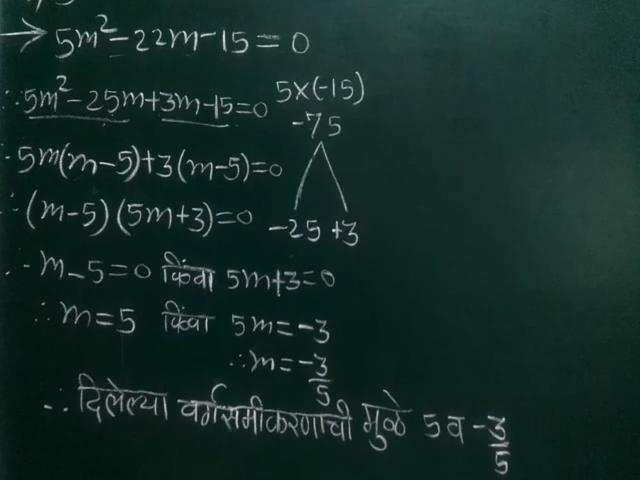 → 5m² - 22m - 15 = 0
∴ 5m² - 25m + 3m - 15 = 0
5×(-15)
-75
-25 +3
∴ 5m(m-5) + 3(m-5) = 0
∴ (m-5) (5m+3) = 0
∴ m - 5 = 0 किंवा 5m + 3 = 0
∴ m = 5 किंवा 5m = -3
∴ m = -3/5
∴ दिलेल्या वर्गसमीकरणाची मुळे 5 व -3/5